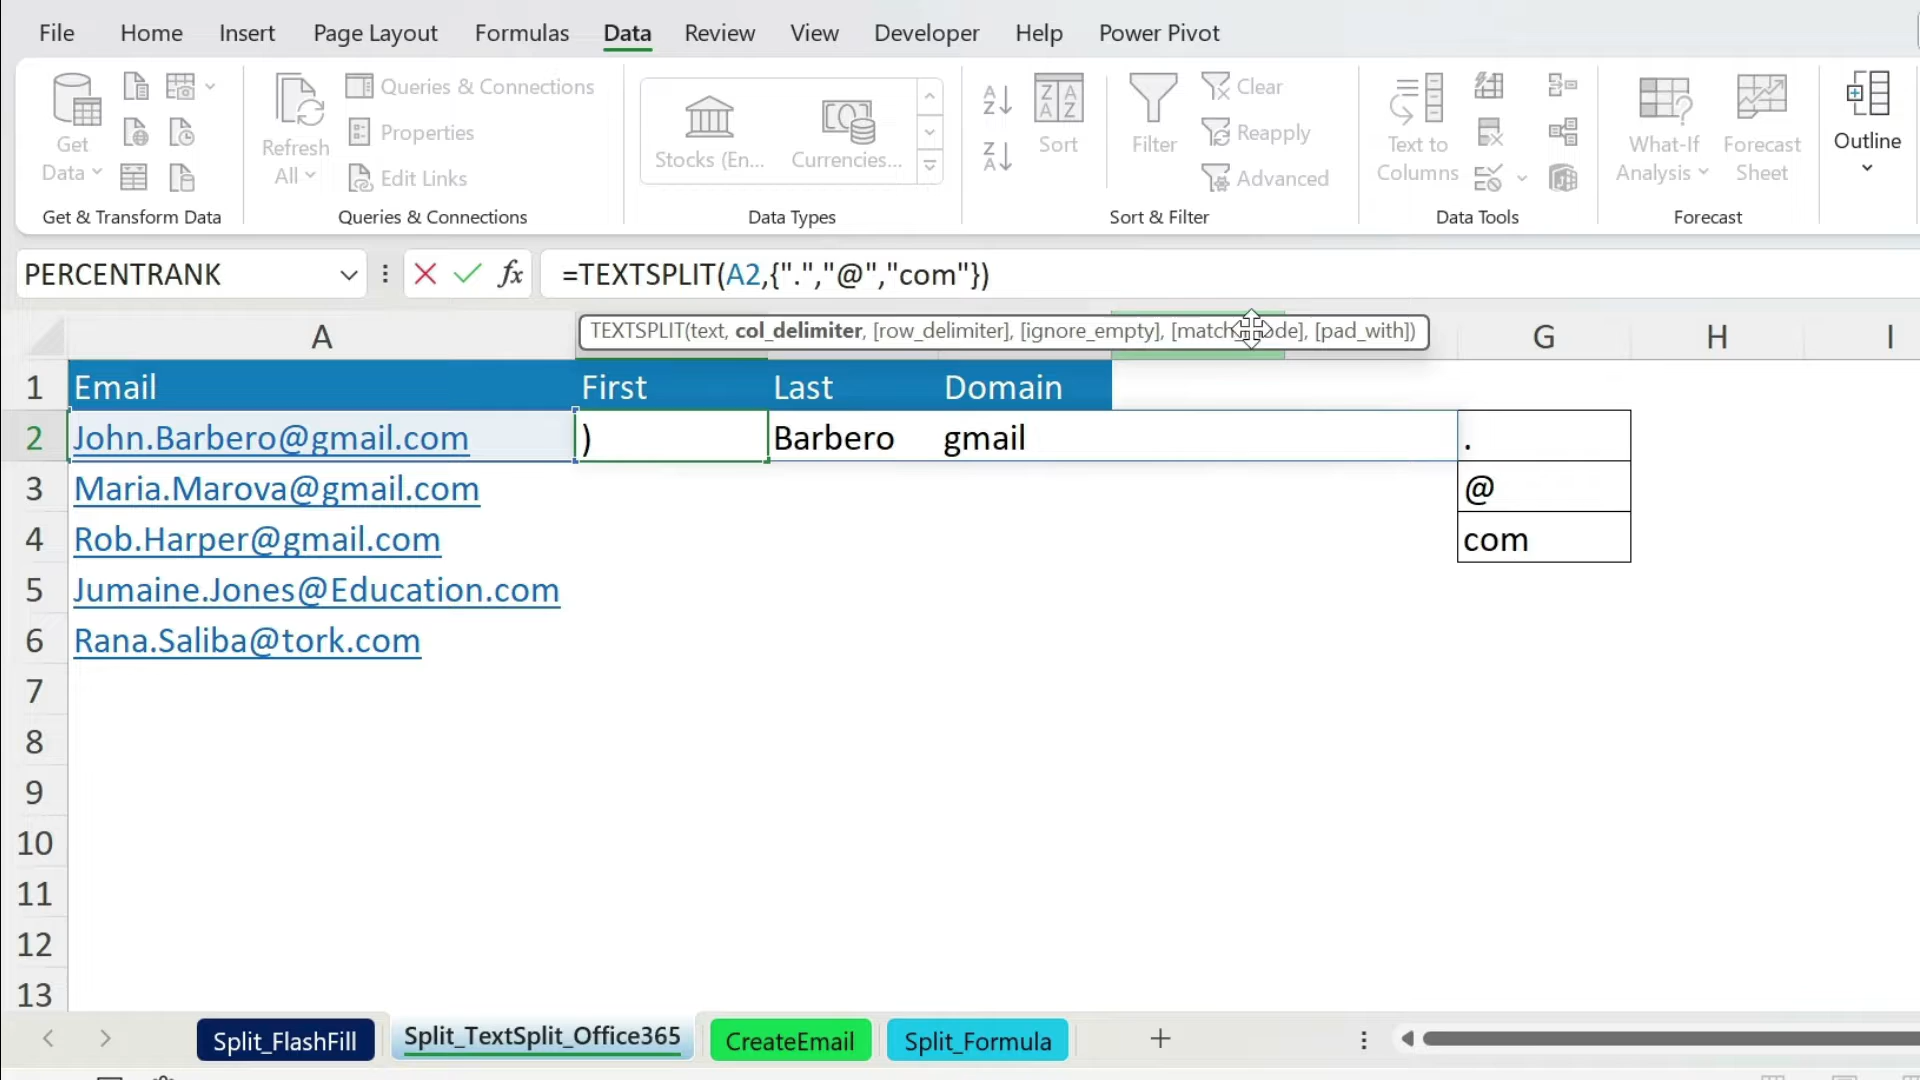 File Home Insert Page Layout Formulas Data Review View Developer Help Power Pivot
Get Data
Get & Transform Data
Refresh All
Queries & Connections
Properties
Edit Links
Queries & Connections
Stocks (En...
Currencies...
Data Types
Sort
Filter
Clear
Reapply
Advanced
Sort & Filter
Text to Columns
Data Tools
What-If Analysis
Forecast Sheet
Forecast
Outline
PERCENTRANK fx =TEXTSPLIT(A2,{".","@","com"})
TEXTSPLIT(text, col_delimiter, [row_delimiter], [ignore_empty], [match_mode], [pad_with])
A G H I
1 Email First Last Domain
2 John.Barbero@gmail.com ) Barbero gmail .
3 Maria.Marova@gmail.com @
4 Rob.Harper@gmail.com com
5 Jumaine.Jones@Education.com
6 Rana.Saliba@tork.com
7
8
9
10
11
12
13
Split_FlashFill Split_TextSplit_Office365 CreateEmail Split_Formula